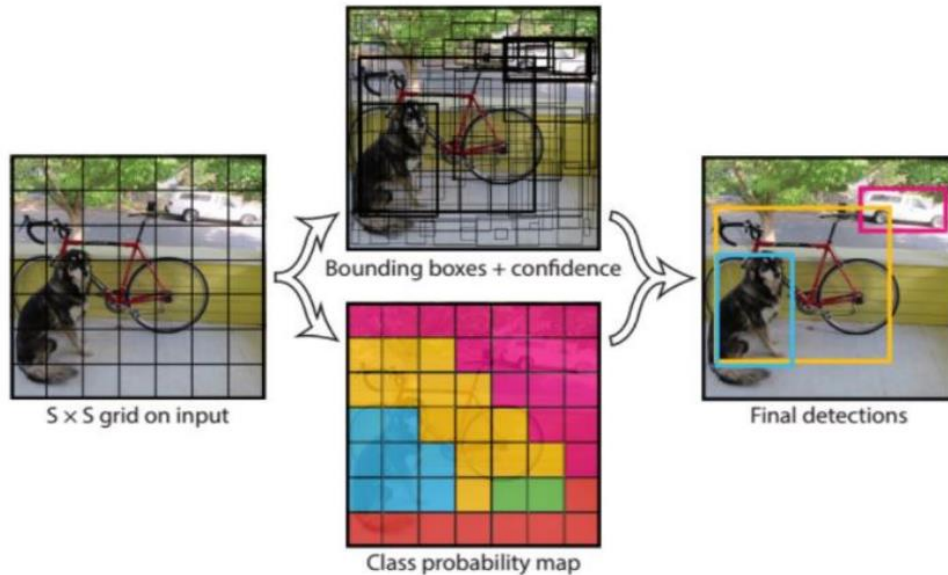 Bounding boxes + confidence
S × S grid on input
Final detections
Class probability map